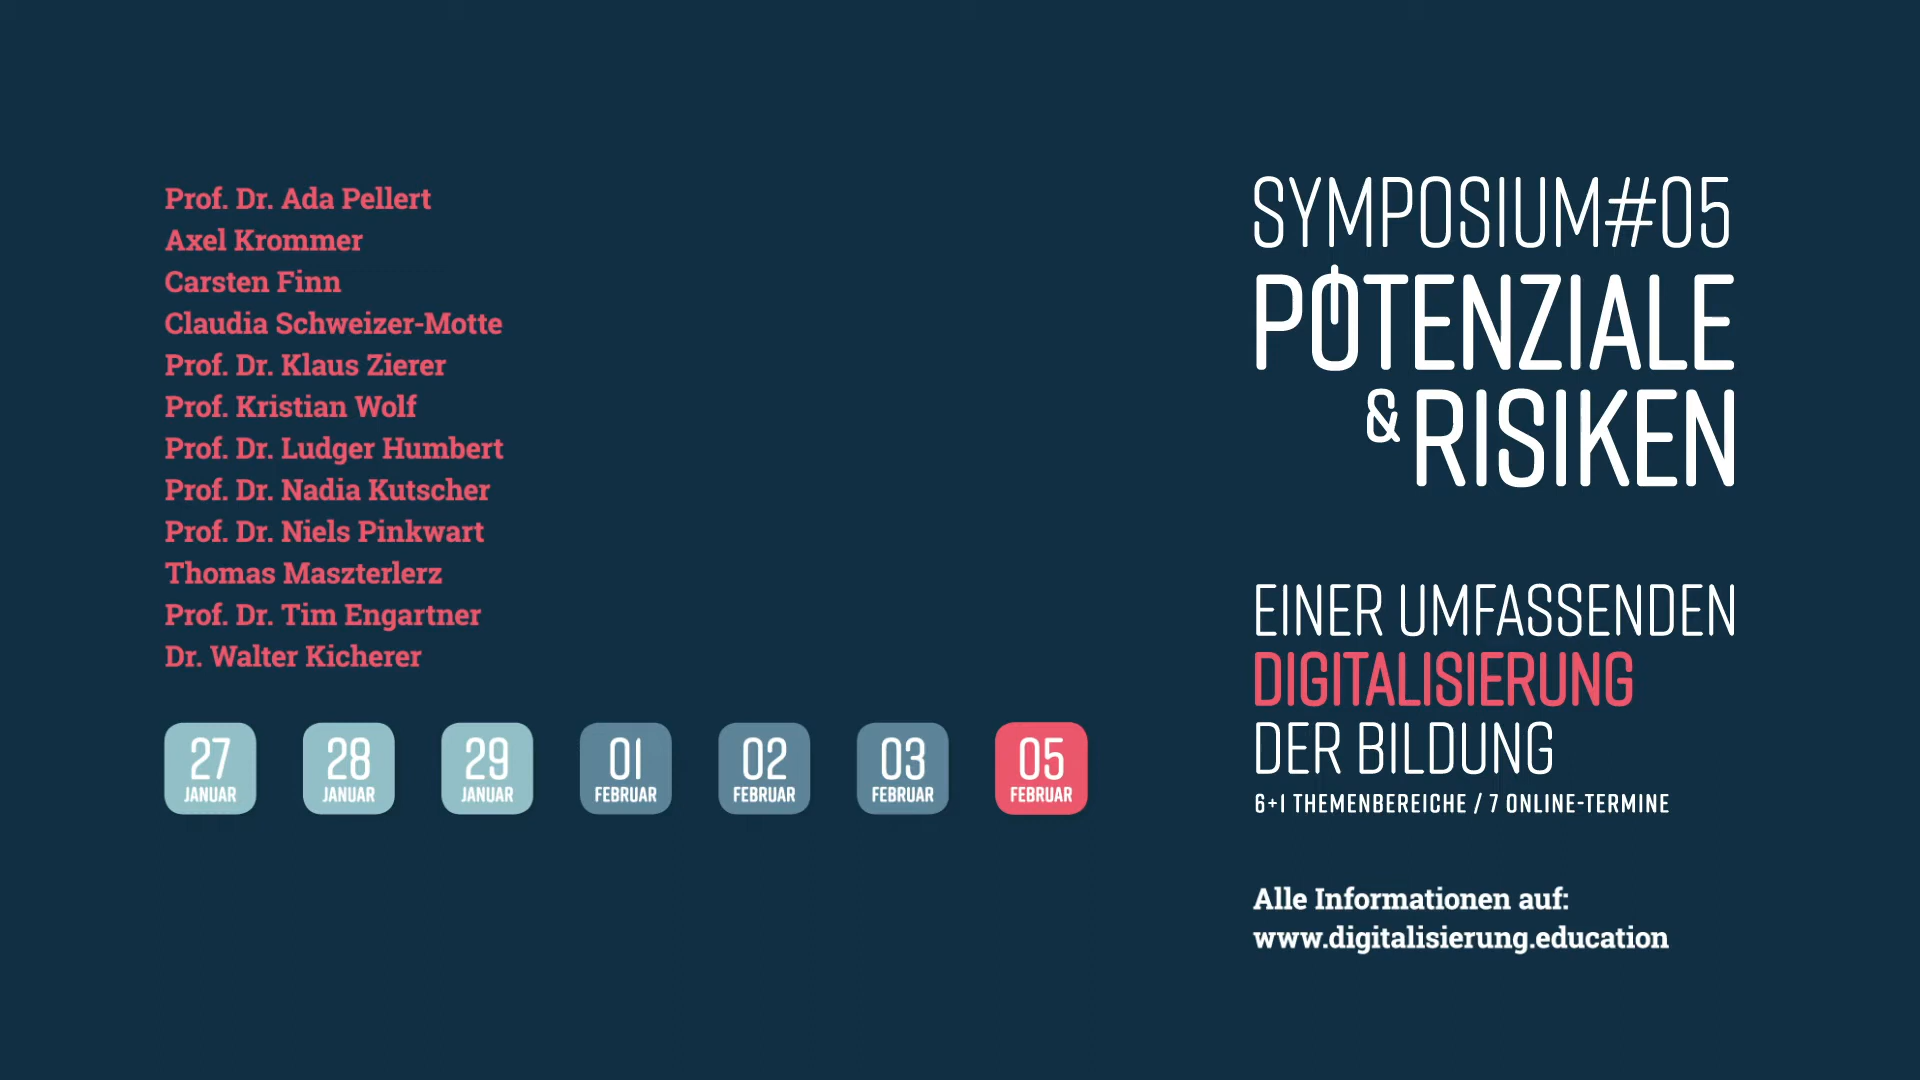 Prof. Dr. Ada Pellert
Axel Krommer
Carsten Finn
Claudia Schweizer-Motte
Prof. Dr. Klaus Zierer
Prof. Kristian Wolf
Prof. Dr. Ludger Humbert
Prof. Dr. Nadia Kutscher
Prof. Dr. Niels Pinkwart
Thomas Maszterlerz
Prof. Dr. Tim Engartner
Dr. Walter Kicherer
27 JANUAR
28 JANUAR
29 JANUAR
01 FEBRUAR
02 FEBRUAR
03 FEBRUAR
05 FEBRUAR
SYMPOSIUM#05
POTENZIALE
& RISIKEN
EINER UMFASSENDEN
DIGITALISIERUNG
DER BILDUNG
6+1 THEMENBEREICHE / 7 ONLINE-TERMINE
Alle Informationen auf:
www.digitalisierung.education